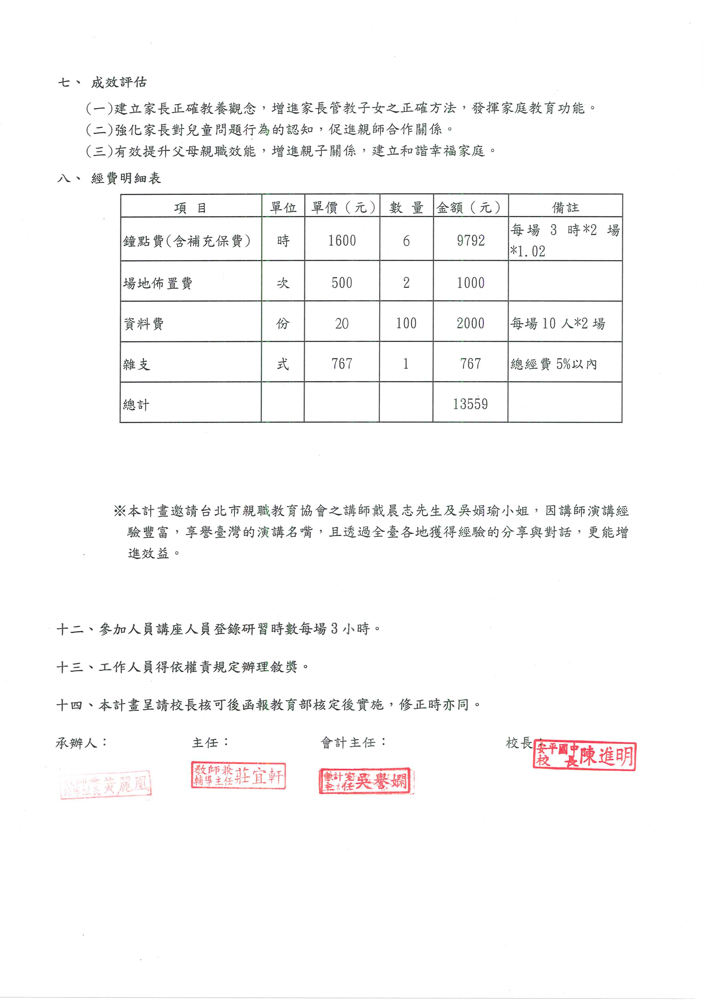 七、 成效評估
(一)建立家長正確教養觀念，增進家長管教子女之正確方法，發揮家庭教育功能。
(二)強化家長對兒童問題行為的認知，促進親師合作關係。
(三)有效提升父母親職效能，增進親子關係，建立和諧幸福家庭。
八、 經費明細表
項 目 單位 單價（元） 數 量 金額（元） 備註
鐘點費(含補充保費) 時 1600 6 9792 每場 3 時*2 場
*1.02
場地佈置費 次 500 2 1000
資料費 份 20 100 2000 每場 10 人*2 場
雜支 式 767 1 767 總經費 5%以內
總計 13559
※本計畫邀請台北市親職教育協會之講師戴晨志先生及吳娟瑜小姐，因講師演講經
驗豐富，享譽臺灣的演講名嘴，且透過全臺各地獲得經驗的分享與對話，更能增
進效益。
十二、參加人員講座人員登錄研習時數每場 3 小時。
十三、工作人員得依權責規定辦理敘獎。
十四、本計畫呈請校長核可後函報教育部核定後實施，修正時亦同。
承辦人： 主任： 會計主任： 校長：
安平國中
校 長 陳進明
教師兼
輔導主任 莊宜軒
教師兼
輔導組長 黃麗凰
吳譽嫻